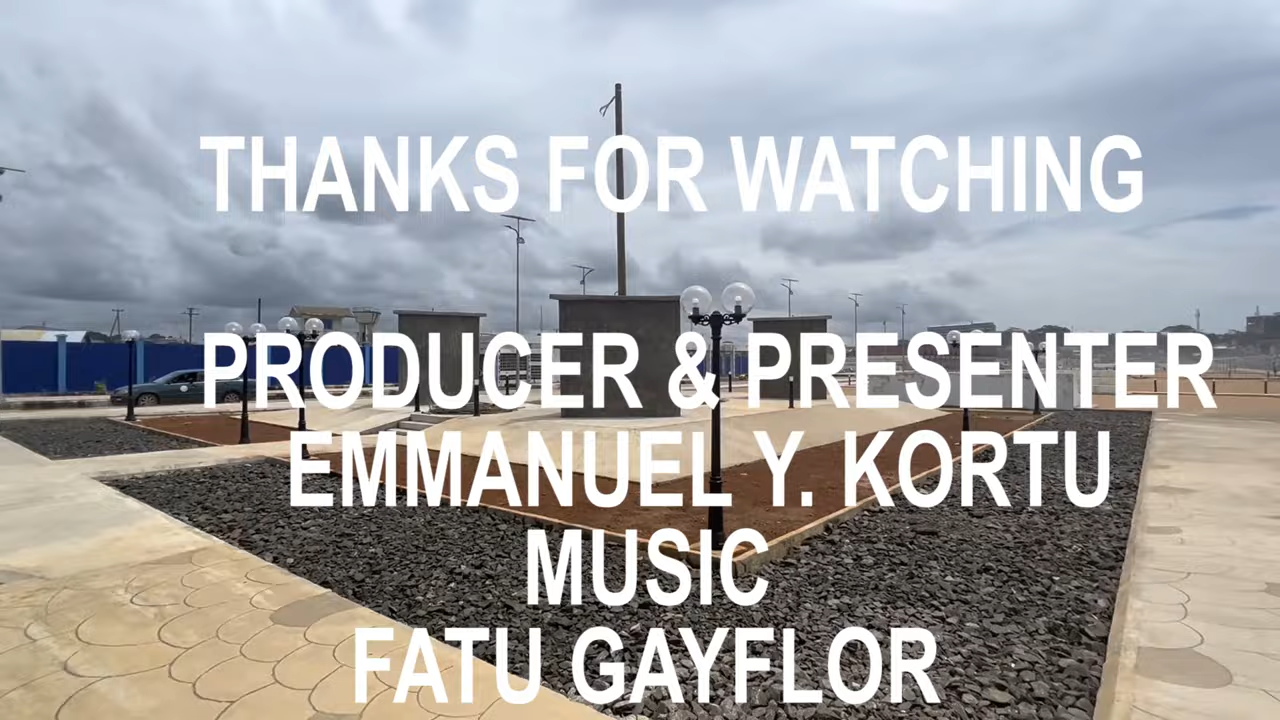 THANKS FOR WATCHING
PRODUCER & PRESENTER
EMMANUEL Y. KORTU
MUSIC
FATU GAYFLOR